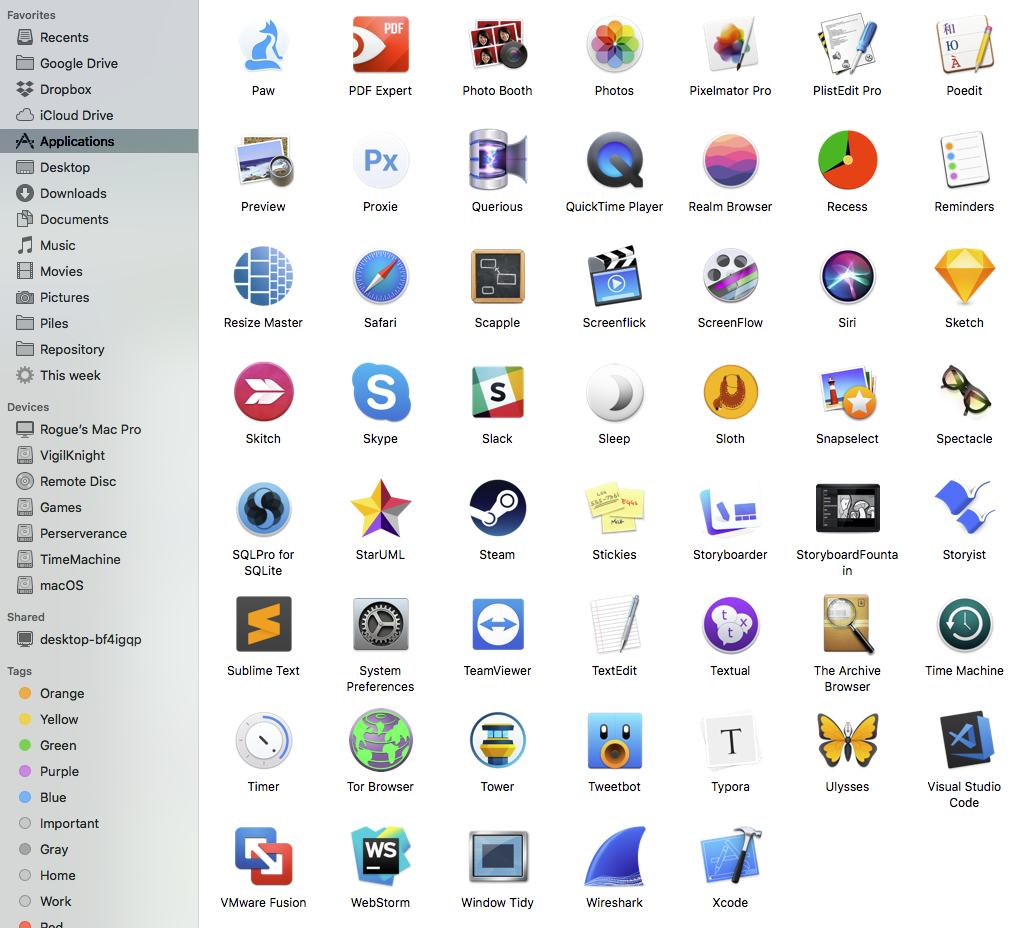 Favorites
Recents
Google Drive
Dropbox
iCloud Drive
Applications
Desktop
Downloads
Documents
Music
Movies
Pictures
Piles
Repository
This week
Devices
Rogue's Mac Pro
VigilKnight
Remote Disc
Games
Perserverance
TimeMachine
macOS
Shared
desktop-bf4igqp
Tags
Orange
Yellow
Green
Purple
Blue
Important
Gray
Home
Work
Red
PDF
Paw PDF Expert Photo Booth Photos Pixelmator Pro PlistEdit Pro Poedit
Px
Preview Proxie Querious QuickTime Player Realm Browser Recess Reminders
Resize Master Safari Scapple Screenflick ScreenFlow Siri Sketch
S S
Skitch Skype Slack Sleep Sloth Snapselect Spectacle
SQLPro for StarUML Steam Stickies Storyboarder StoryboardFounta Storyist
SQLite in
Sublime Text System TeamViewer TextEdit Textual The Archive Time Machine
Preferences Browser
T
Timer Tor Browser Tower Tweetbot Typora Ulysses Visual Studio
Code
WS
VMware Fusion WebStorm Window Tidy Wireshark Xcode